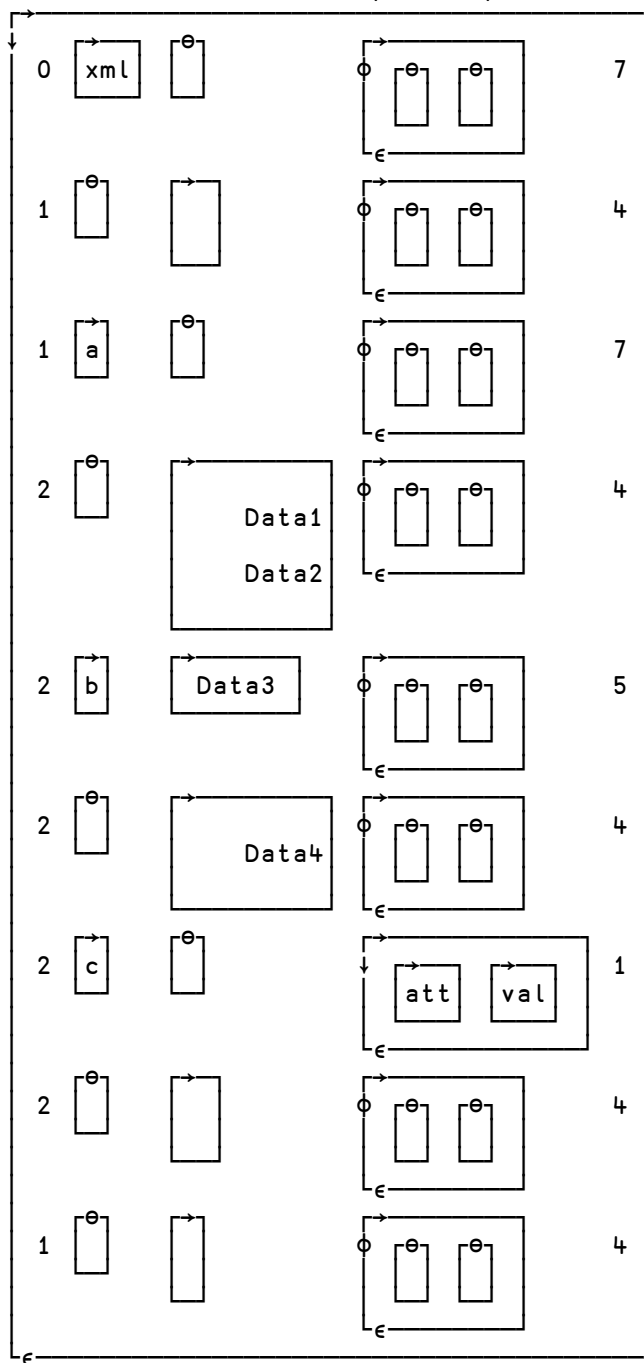 0 xml 7
1 4
1 a 7
2 4
Data1
Data2
2 b Data3 5
2 4
Data4
2 c att val 1
2 4
1 4